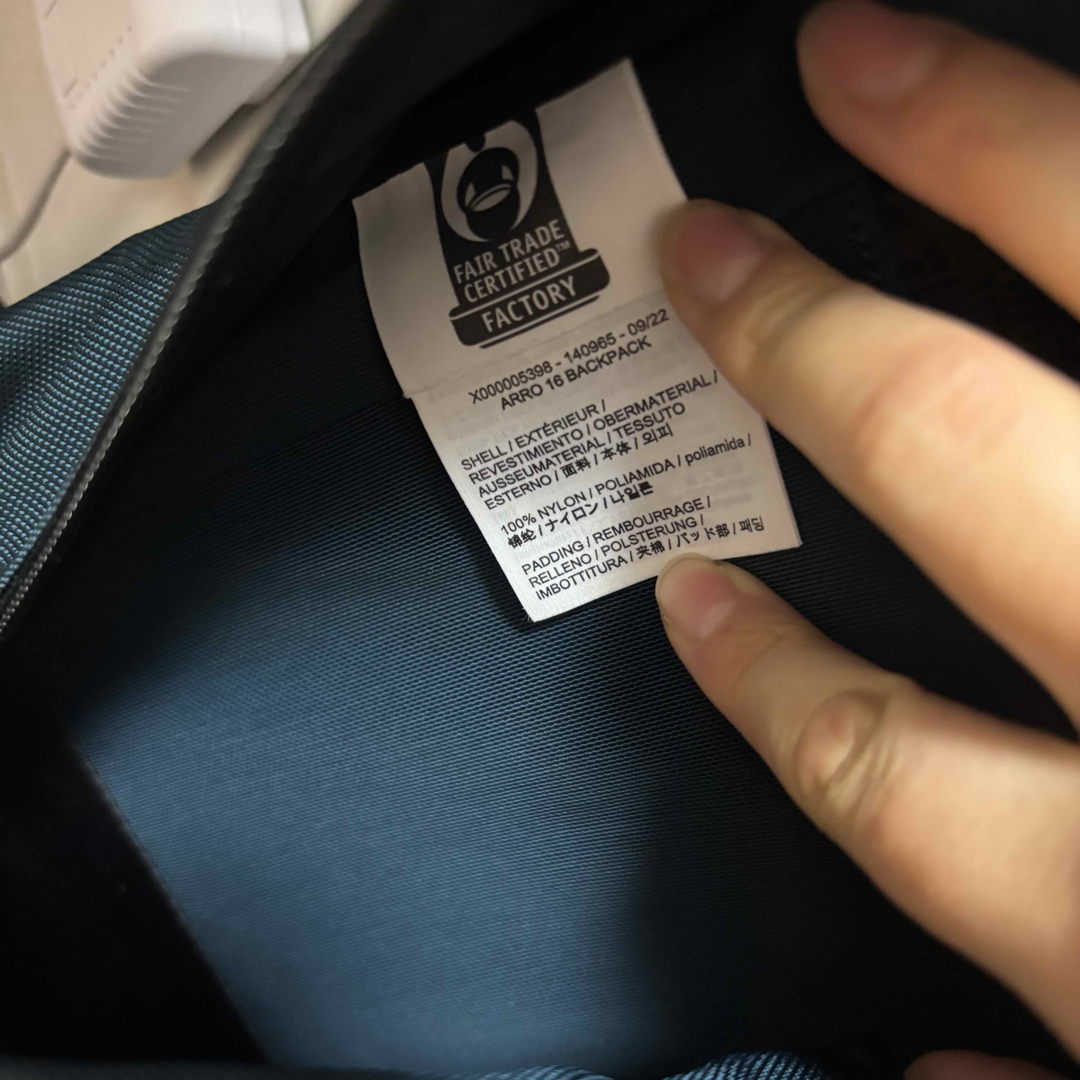 FAIR TRADE
CERTIFIED™
FACTORY
X000005398 - 140965 - 09/22
ARRO 16 BACKPACK
SHELL / EXTÉRIEUR /
REVESTIMIENTO / OBERMATERIAL /
AUSSEUMATERIAL / TESSUTO
ESTERNO / 面料 / 本体 / 외피
100% NYLON / POLIAMIDA / poliamida /
锦纶 / ナイロン / 나일론
PADDING / REMBOURRAGE /
RELLENO / POLSTERUNG /
IMBOTTITURA / 夹棉 / パッド部 / 패딩